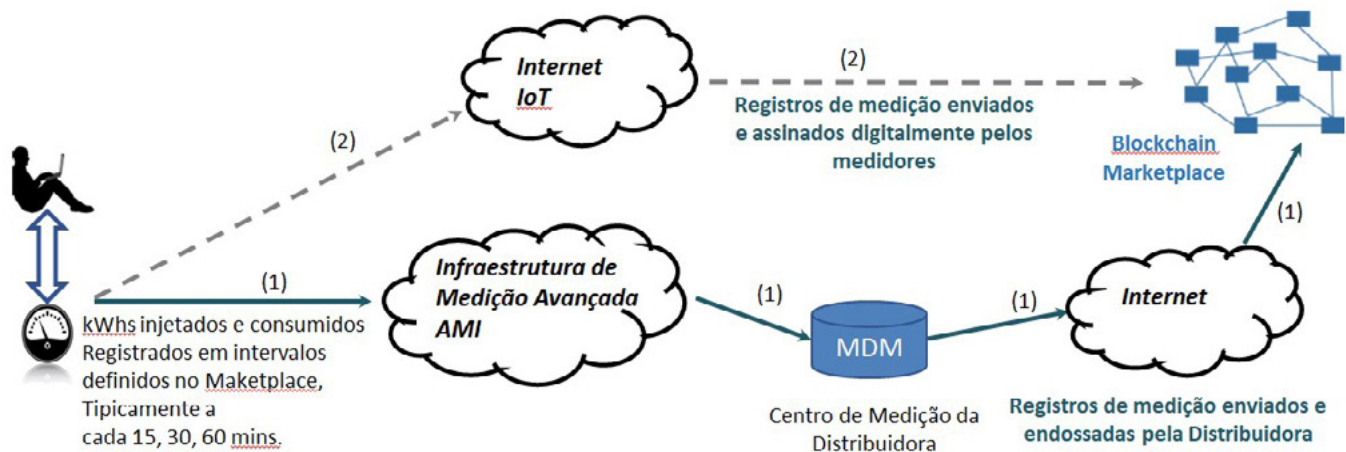 Internet
IoT
(2)
Registros de medição enviados
e assinados digitalmente pelos
medidores
(2)
Blockchain
Marketplace
(1)
Infraestrutura de
Medição Avançada
AMI
(1)
(1)
(1)
Internet
MDM
kWhs injetados e consumidos
Registrados em intervalos
definidos no Maketplace,
Tipicamente a
cada 15, 30, 60 mins.
Centro de Medição da
Distribuidora
Registros de medição enviados e
endossadas pela Distribuidora